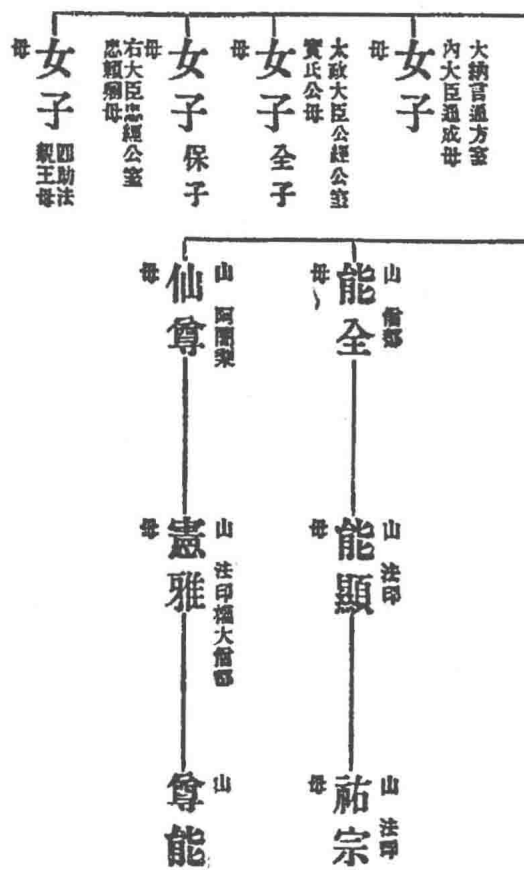 大納言通方室
內大臣通成母
女子
母
太政大臣公經公室
實氏公母
女子 全子
母
右大臣忠經公室
忠頼卿母
女子 保子
母
女子
四助法
親王母
母
山 僧都
能全
母
山 法印
能顯
母
山 法印
祐宗
母
山 阿闍梨
仙尊
母
山 法印權大僧都
憲雅
母
山
尊能